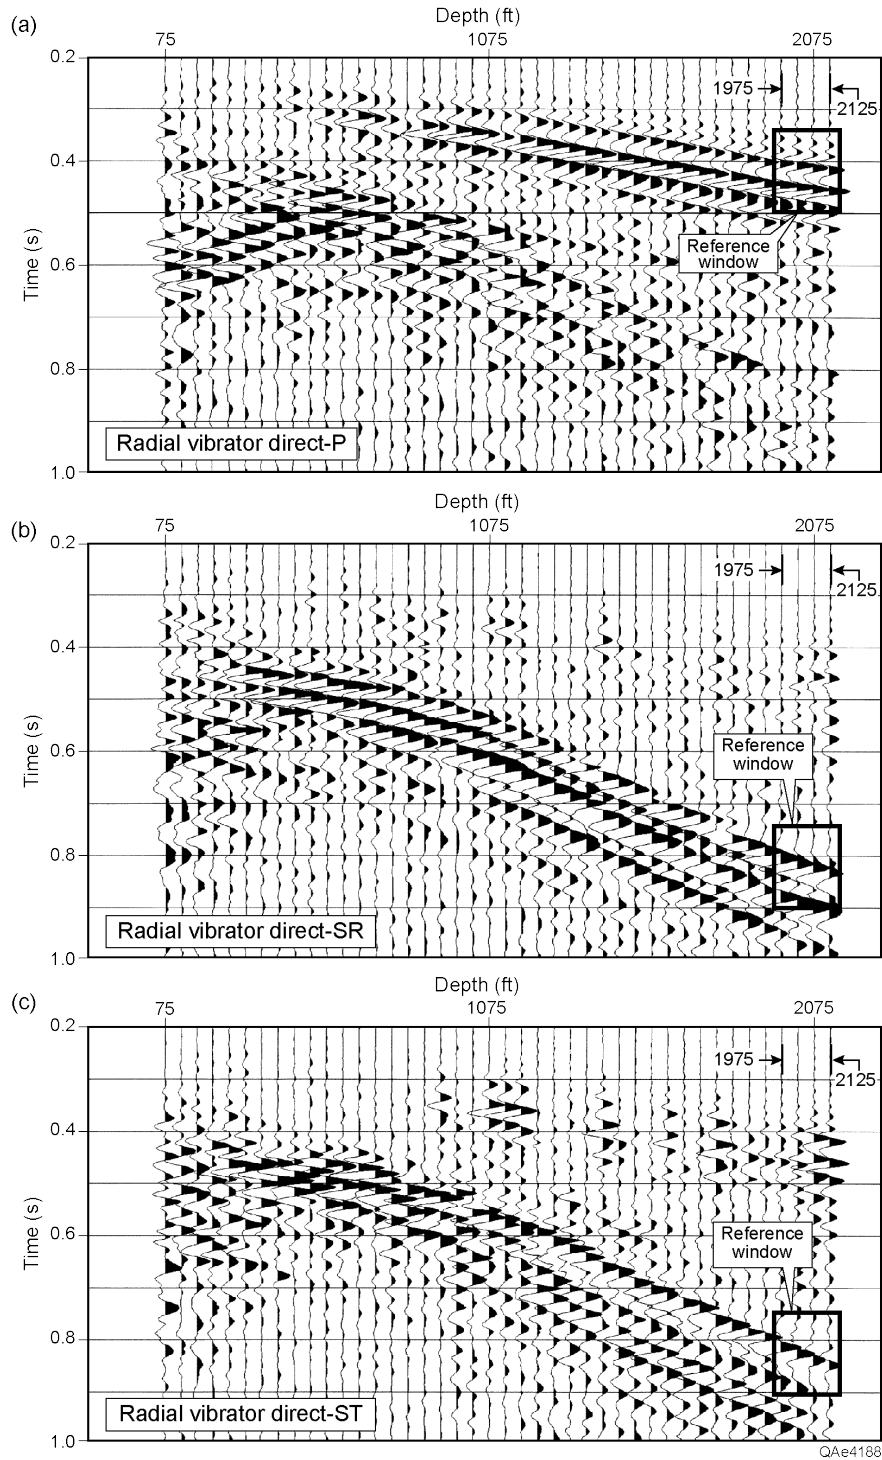 (a)
Depth (ft)
75 1075 2075
0.2
0.4
0.6
0.8
1.0
Time (s)
1975
2125
Reference
window
Radial vibrator direct-P
(b)
Depth (ft)
75 1075 2075
0.2
0.4
0.6
0.8
1.0
Time (s)
1975
2125
Reference
window
Radial vibrator direct-SR
(c)
Depth (ft)
75 1075 2075
0.2
0.4
0.6
0.8
1.0
Time (s)
1975
2125
Reference
window
Radial vibrator direct-ST
QAe4188